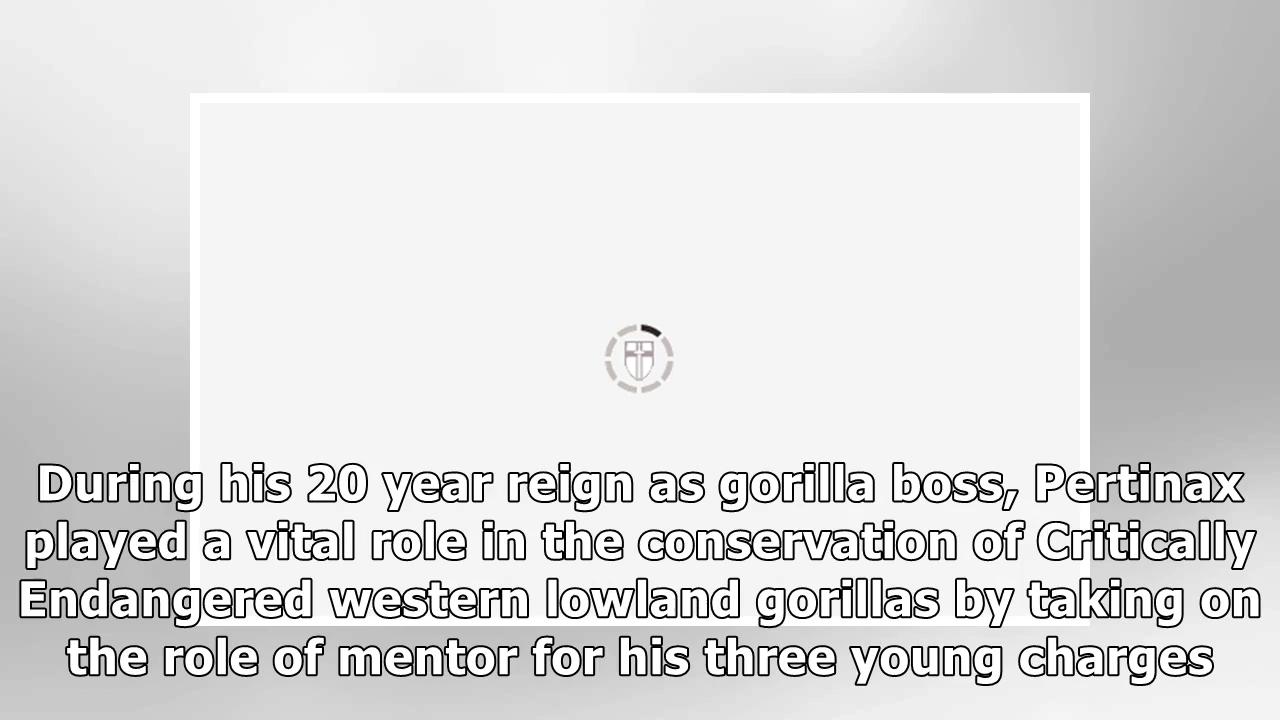 During his 20 year reign as gorilla boss, Pertinax
played a vital role in the conservation of Critically
Endangered western lowland gorillas by taking on
the role of mentor for his three young charges